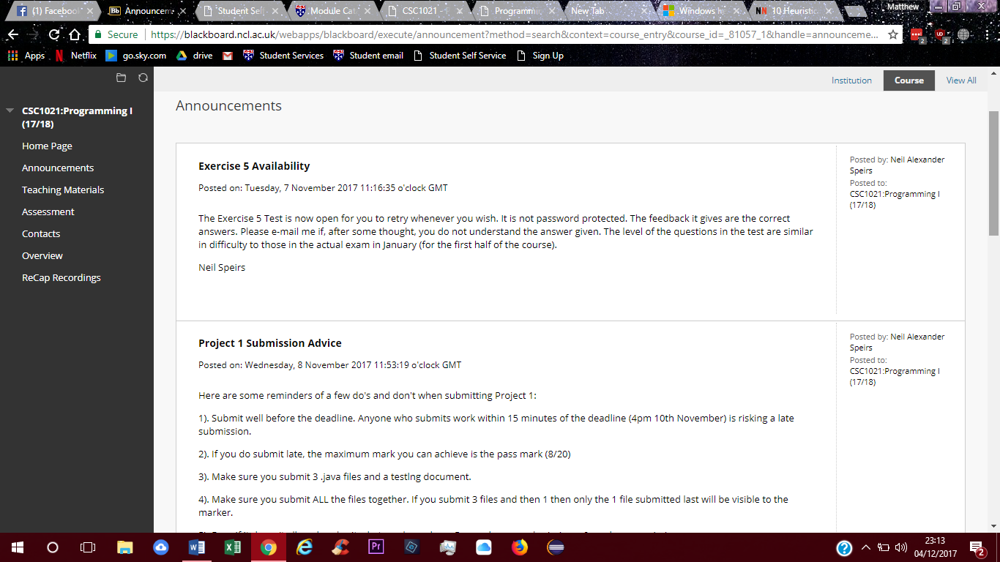 (1) Facebook
Announcem
Student Sel
Module Cat
CSC1021 -
Programmi
New Tab
Windows k
10 Heuristic
Matthew
Secure
https://blackboard.ncl.ac.uk/webapps/blackboard/execute/announcement?method=search&context=course_entry&course_id=_81057_1&handle=announceme...
Apps Netflix go.sky.com drive Student Services Student email Student Self Service Sign Up
Institution Course View All
CSC1021:Programming I
(17/18)
Home Page
Announcements
Teaching Materials
Assessment
Contacts
Overview
ReCap Recordings
Announcements
Exercise 5 Availability
Posted on: Tuesday, 7 November 2017 11:16:35 o'clock GMT
The Exercise 5 Test is now open for you to retry whenever you wish. It is not password protected. The feedback it gives are the correct
answers. Please e-mail me if, after some thought, you do not understand the answer given. The level of the questions in the test are similar
in difficulty to those in the actual exam in January (for the first half of the course).
Neil Speirs
Posted by: Neil Alexander
Speirs
Posted to:
CSC1021:Programming I
(17/18)
Project 1 Submission Advice
Posted on: Wednesday, 8 November 2017 11:53:19 o'clock GMT
Here are some reminders of a few do's and don't when submitting Project 1:
1). Submit well before the deadline. Anyone who submits work within 15 minutes of the deadline (4pm 10th November) is risking a late
submission.
2). If you do submit late, the maximum mark you can achieve is the pass mark (8/20)
3). Make sure you submit 3 .java files and a testlng document.
4). Make sure you submit ALL the files together. If you submit 3 files and then 1 then only the 1 file submitted last will be visible to the
marker.
Posted by: Neil Alexander
Speirs
Posted to:
CSC1021:Programming I
(17/18)
23:13
04/12/2017
2